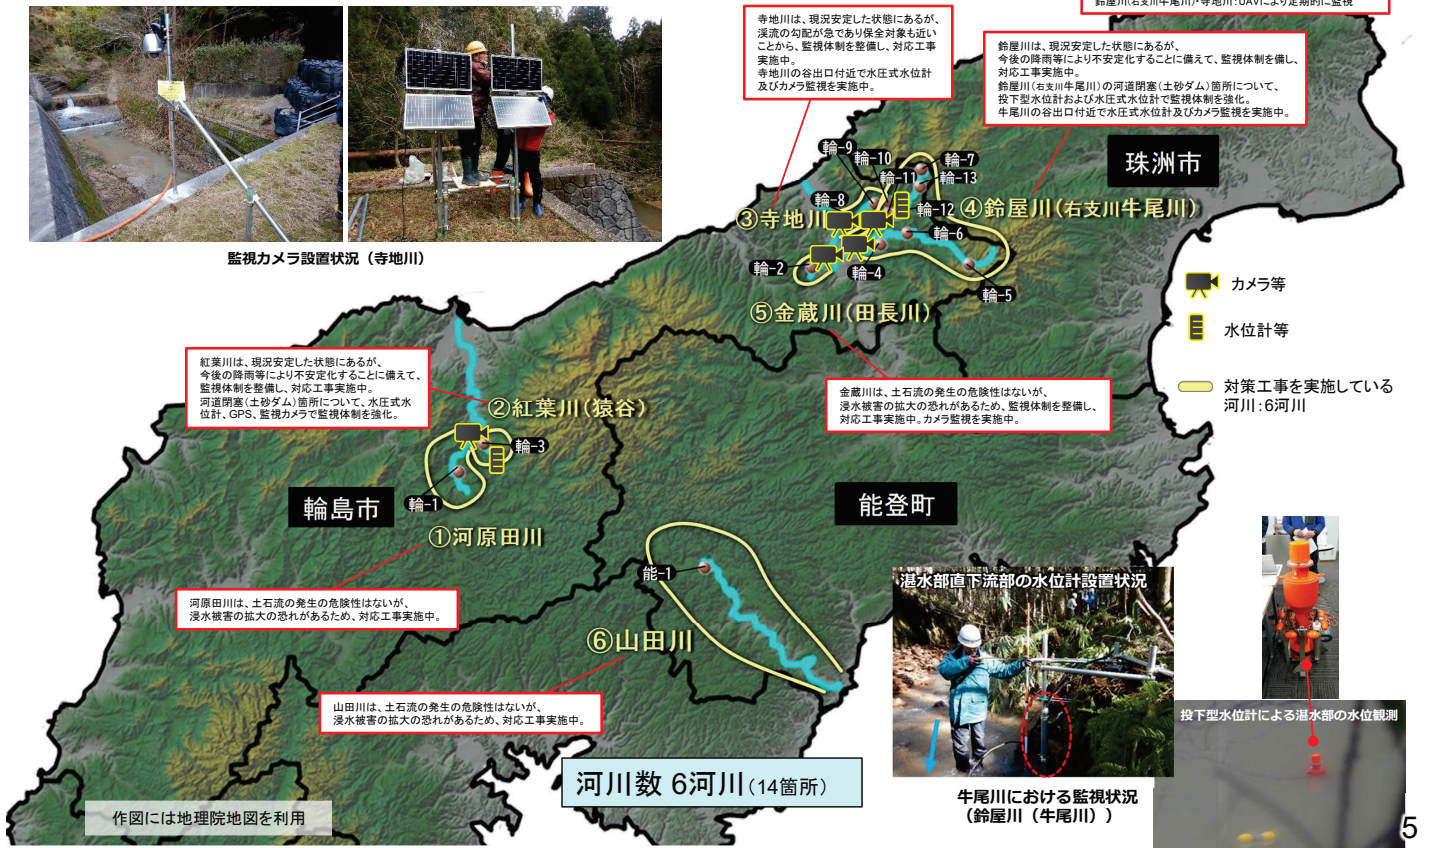 鈴屋川(右支川牛尾川)・寺地川:UAVにより定期的に監視
寺地川は、現況安定した状態にあるが、
渓流の勾配が急であり保全対象も近い
ことから、監視体制を整備し、対応工事
実施中。
寺地川の谷出口付近で水圧式水位計
及びカメラ監視を実施中。
鈴屋川は、現況安定した状態にあるが、
今後の降雨等により不安定化することに備えて、監視体制を備し、
対応工事実施中。
鈴屋川(右支川牛尾川)の河道閉塞(土砂ダム)箇所について、
投下型水位計および水圧式水位計で監視体制を強化。
牛尾川の谷出口付近で水圧式水位計及びカメラ監視を実施中。
監視カメラ設置状況(寺地川)
珠洲市
輪-9
輪-10
輪-7
輪-11
輪-13
輪-8
輪-12
③寺地川
④鈴屋川(右支川牛尾川)
輪-6
輪-2
輪-4
輪-5
⑤金蔵川(田長川)
カメラ等
水位計等
対策工事を実施している
河川:6河川
紅葉川は、現況安定した状態にあるが、
今後の降雨等により不安定化することに備えて、
監視体制を整備し、対応工事実施中。
河道閉塞(土砂ダム)箇所について、水圧式水
位計、GPS、監視カメラで監視体制を強化。
②紅葉川(猿谷)
金蔵川は、土石流の発生の危険性はないが、
浸水被害の拡大の恐れがあるため、監視体制を整備し、
対応工事実施中。カメラ監視を実施中。
輪-3
輪-1
輪島市
能登町
①河原田川
能-1
河原田川は、土石流の発生の危険性はないが、
浸水被害の拡大の恐れがあるため、対応工事実施中。
⑥山田川
山田川は、土石流の発生の危険性はないが、
浸水被害の拡大の恐れがあるため、対応工事実施中。
湛水部直下流部の水位計設置状況
投下型水位計による湛水部の水位観測
河川数 6河川(14箇所)
牛尾川における監視状況
(鈴屋川(牛尾川))
作図には地理院地図を利用
5